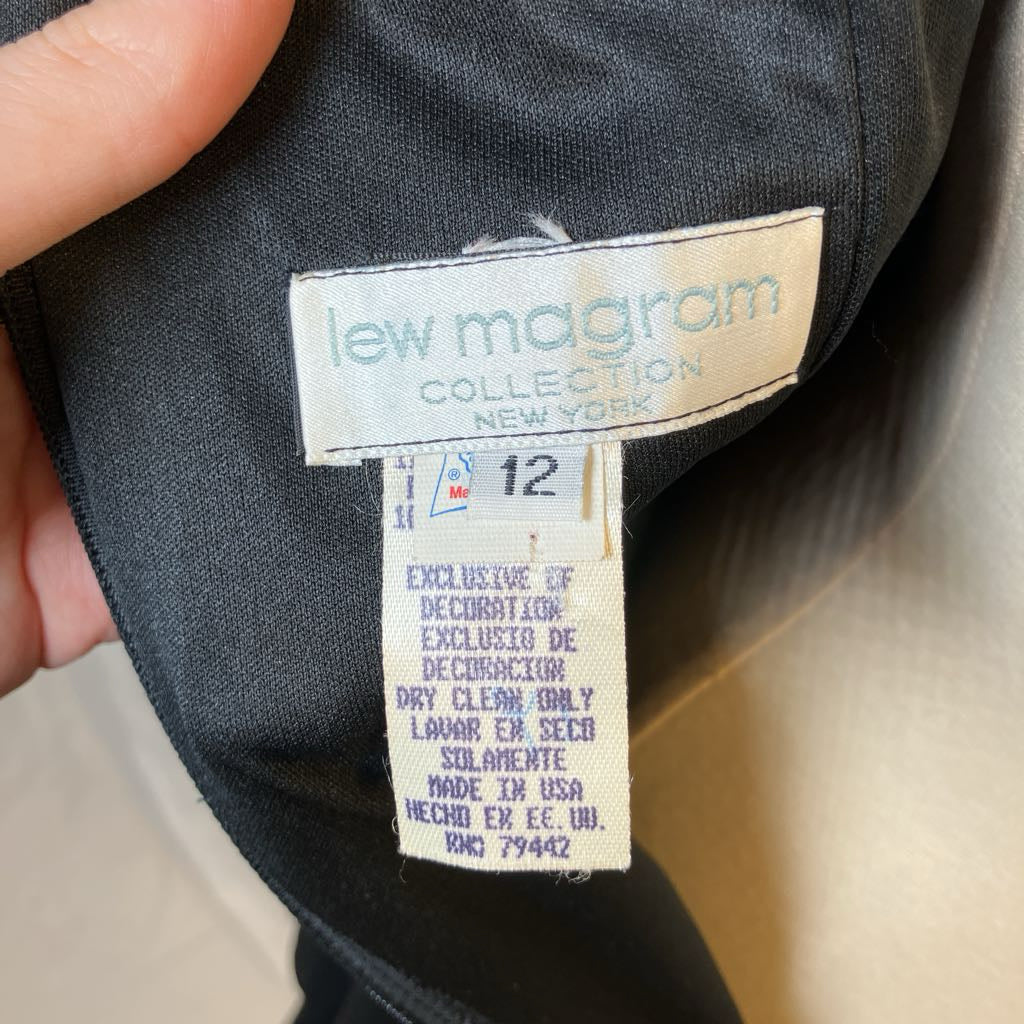 lew magram
COLLECTION
NEW YORK
12
®
EXCLUSIVE OF
DECORATION
EXCLUSIO DE
DECORACION
DRY CLEAN ONLY
LAVAR EN SECO
SOLAMENTE
MADE IN USA
HECHO EN EE.UU.
79442